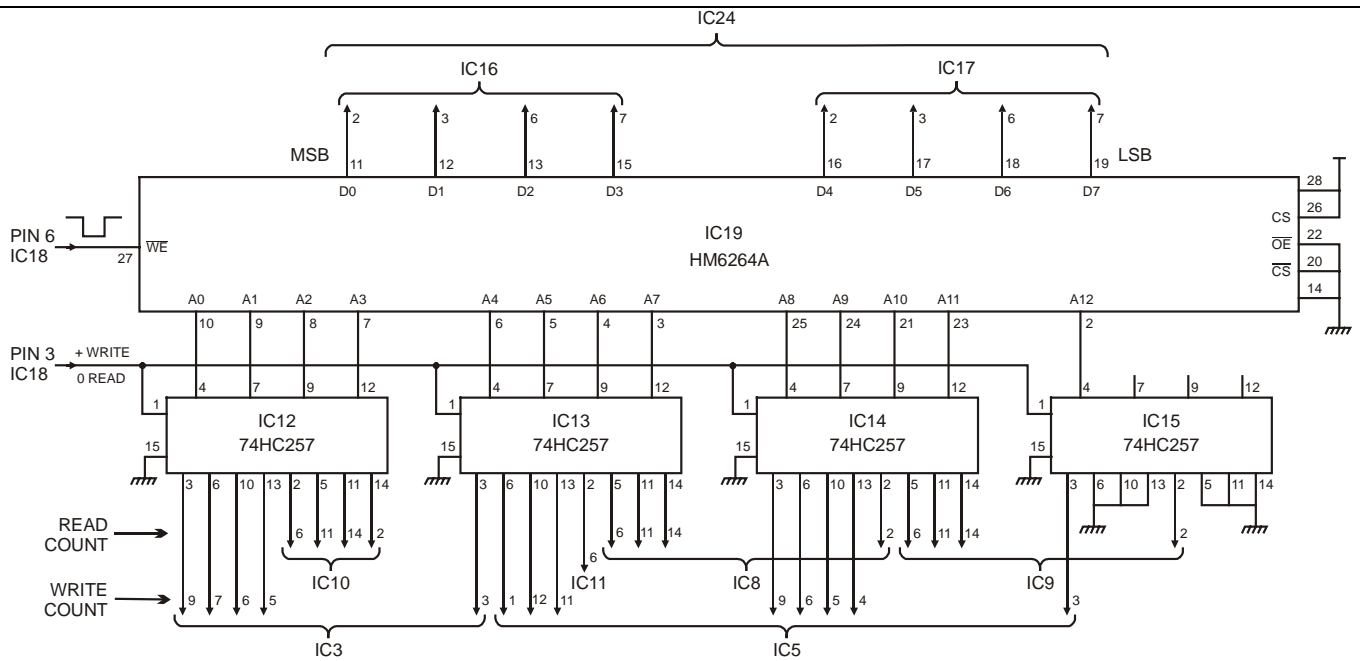 IC24
IC16 IC17
2 3 6 7 2 3 6 7
MSB 11 12 13 15 16 17 18 19 LSB
D0 D1 D2 D3 D4 D5 D6 D7
28
CS 26
PIN 6
IC18
27 WE
IC19
HM6264A
OE 22
CS 20
14
A0 A1 A2 A3 A4 A5 A6 A7 A8 A9 A10 A11 A12
10 9 8 7 6 5 4 3 25 24 21 23 2
PIN 3
IC18
+ WRITE
0 READ
4 7 9 12 4 7 9 12 4 7 9 12 4 7 9 12
1 IC12 1 IC13 1 IC14 1 IC15
15 74HC257 15 74HC257 15 74HC257 15 74HC257
3 6 10 13 2 5 11 14 3 6 10 13 2 5 11 14 3 6 10 13 2 5 11 14 3 6 10 13 2 5 11 14
READ
COUNT
6 11 14 2 6 11 14 2 6 11 14 2
IC10 6 IC11 IC8 IC9
WRITE
COUNT
9 7 6 5 3 1 12 11 9 6 5 4 3
IC3 IC5